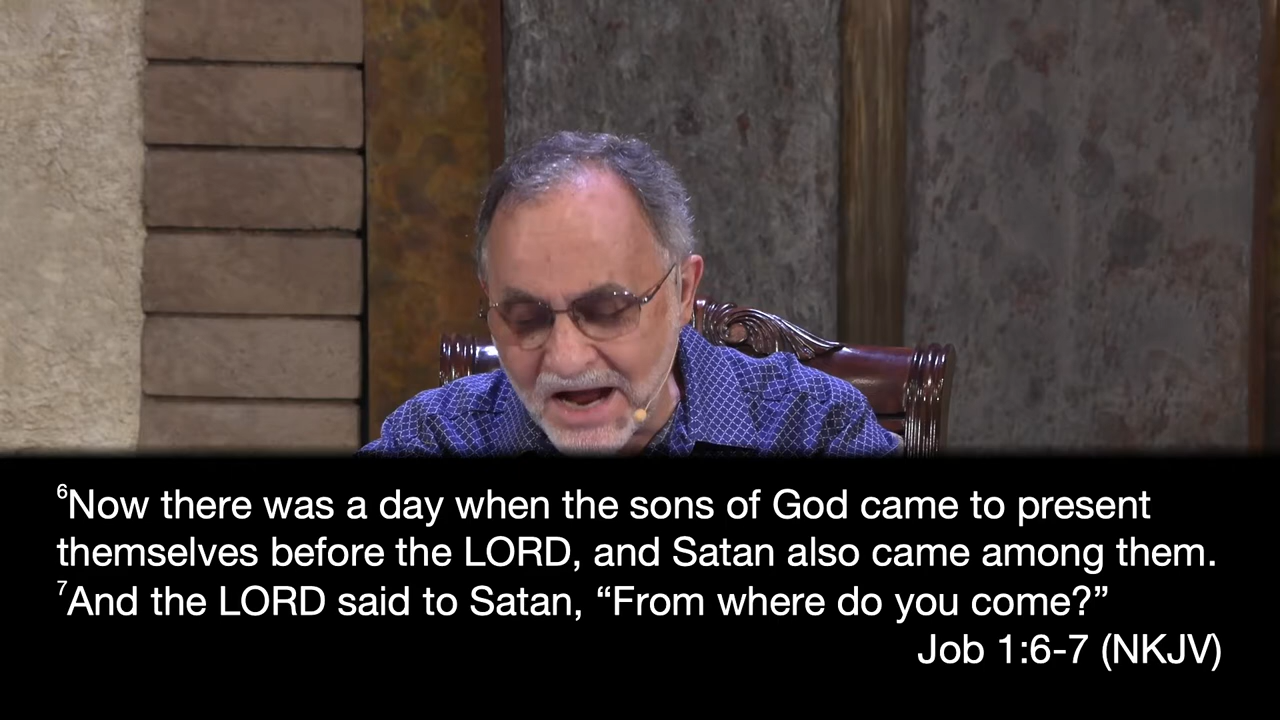 ⁶Now there was a day when the sons of God came to present
themselves before the LORD, and Satan also came among them.
⁷And the LORD said to Satan, “From where do you come?”
Job 1:6-7 (NKJV)